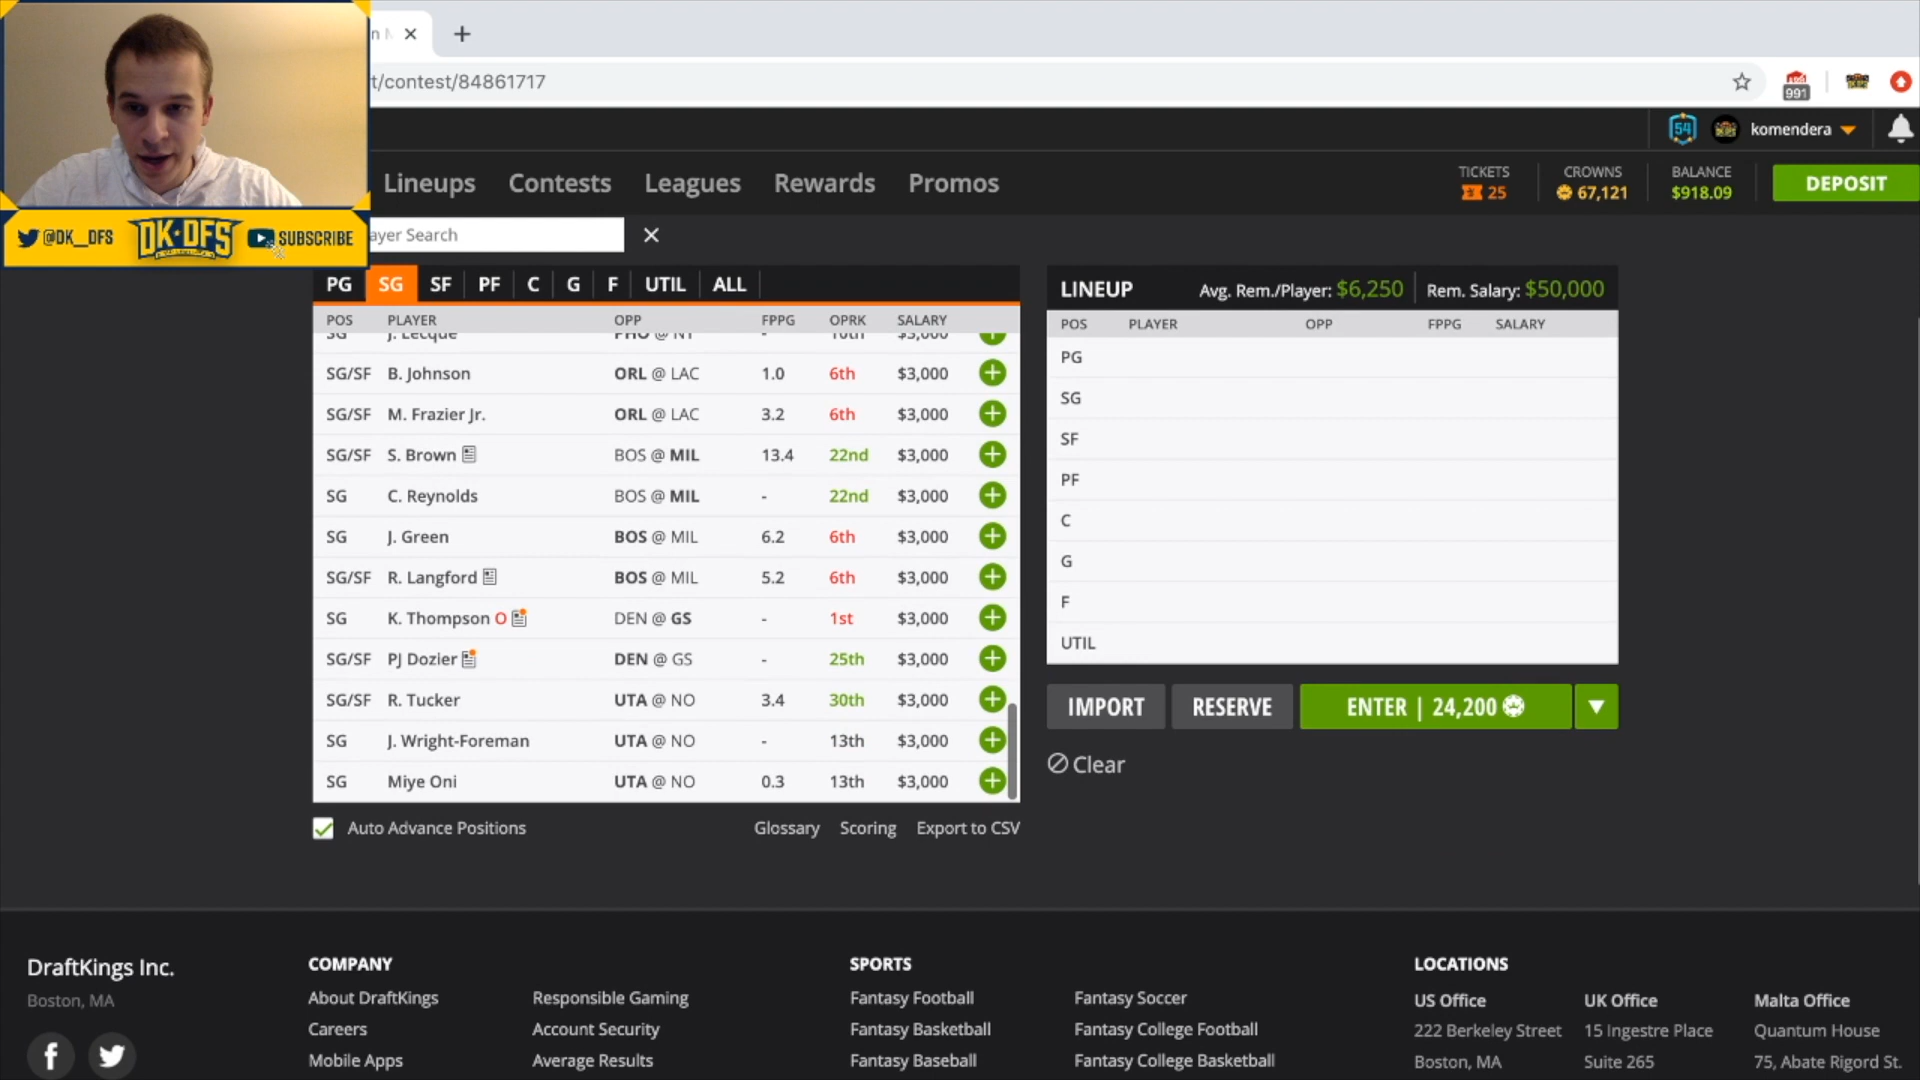 t/contest/84861717
991
54
komendera
Lineups Contests Leagues Rewards Promos
TICKETS
25
CROWNS
67,121
BALANCE
$918.09
DEPOSIT
@DK__DFS DK★DFS SUBSCRIBE
ayer Search
PG SG SF PF C G F UTIL ALL
POS PLAYER OPP FPPG OPRK SALARY
SG J. Lecque PHO @ NY - 10th $3,000
SG/SF B. Johnson ORL @ LAC 1.0 6th $3,000
SG/SF M. Frazier Jr. ORL @ LAC 3.2 6th $3,000
SG/SF S. Brown BOS @ MIL 13.4 22nd $3,000
SG C. Reynolds BOS @ MIL - 22nd $3,000
SG J. Green BOS @ MIL 6.2 6th $3,000
SG/SF R. Langford BOS @ MIL 5.2 6th $3,000
SG K. Thompson O DEN @ GS - 1st $3,000
SG/SF PJ Dozier DEN @ GS - 25th $3,000
SG/SF R. Tucker UTA @ NO 3.4 30th $3,000
SG J. Wright-Foreman UTA @ NO - 13th $3,000
SG Miye Oni UTA @ NO 0.3 13th $3,000
Auto Advance Positions Glossary Scoring Export to CSV
LINEUP Avg. Rem./Player: $6,250 Rem. Salary: $50,000
POS PLAYER OPP FPPG SALARY
PG
SG
SF
PF
C
G
F
UTIL
IMPORT RESERVE ENTER | 24,200
Clear
DraftKings Inc.
Boston, MA
COMPANY
About DraftKings
Careers
Mobile Apps
Responsible Gaming
Account Security
Average Results
SPORTS
Fantasy Football
Fantasy Basketball
Fantasy Baseball
Fantasy Soccer
Fantasy College Football
Fantasy College Basketball
LOCATIONS
US Office
222 Berkeley Street
Boston, MA
UK Office
15 Ingestre Place
Suite 265
Malta Office
Quantum House
75, Abate Rigord St.